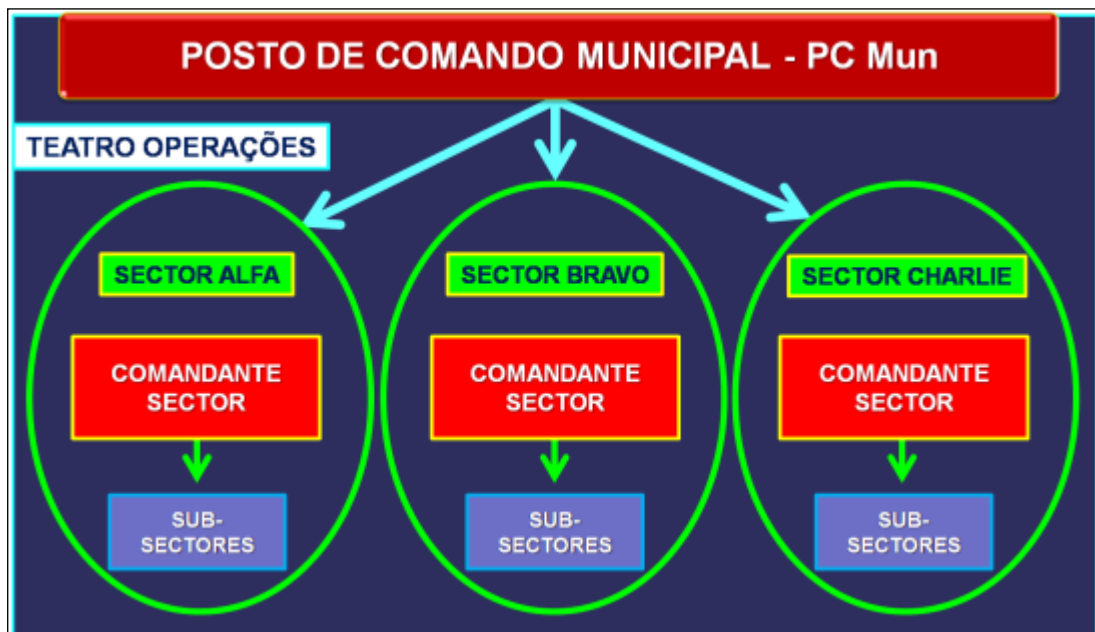 POSTO DE COMANDO MUNICIPAL - PC Mun
TEATRO OPERAÇÕES
SECTOR ALFA
COMANDANTE
SECTOR
SUB-
SECTORES
SECTOR BRAVO
COMANDANTE
SECTOR
SUB-
SECTORES
SECTOR CHARLIE
COMANDANTE
SECTOR
SUB-
SECTORES